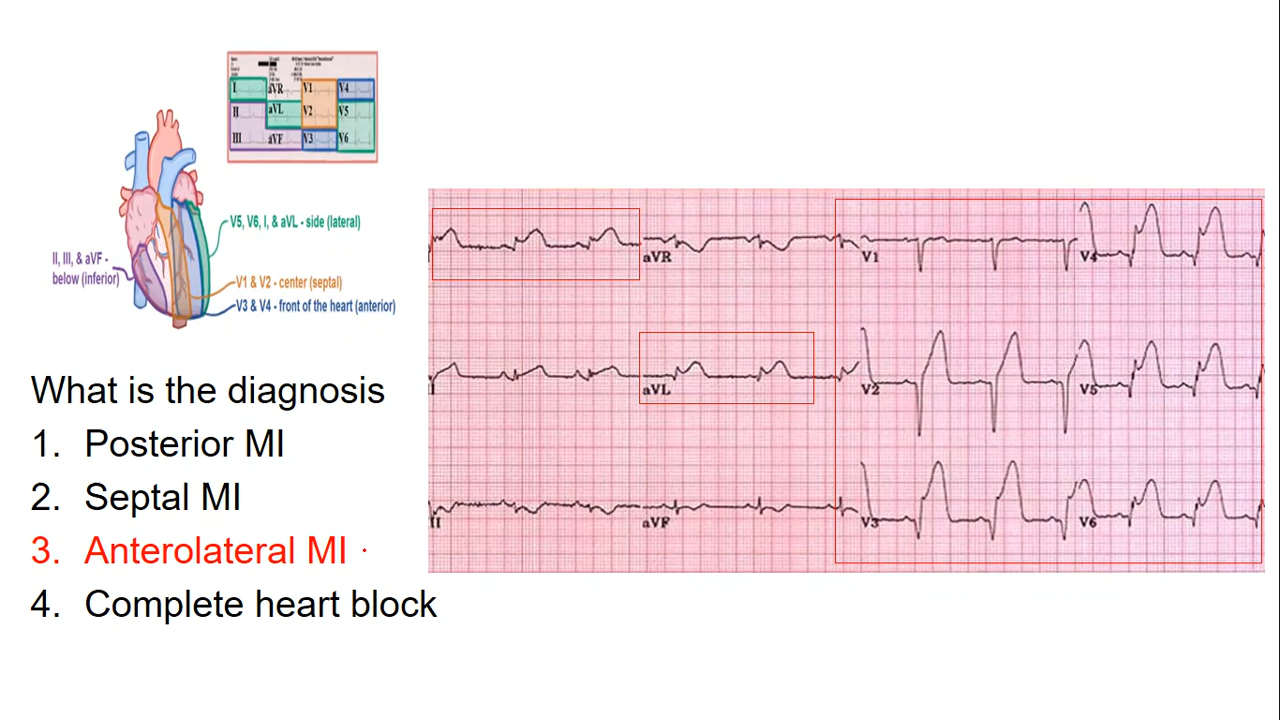 I aVR V1 V4
II aVL V2 V5
III aVF V3 V6
V5, V6, I, & aVL - side (lateral)
II, III, & aVF -
below (inferior)
V1 & V2 - center (septal)
V3 & V4 - front of the heart (anterior)
What is the diagnosis
1. Posterior MI
2. Septal MI
3. Anterolateral MI
4. Complete heart block
aVR V1 V4
I aVL V2 V5
II aVF V3 V6